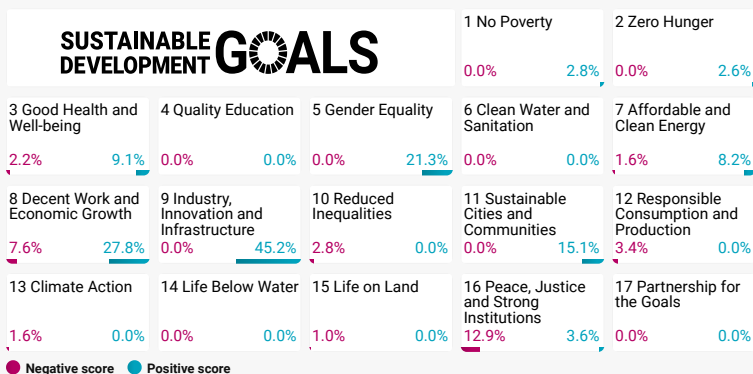 SUSTAINABLE
DEVELOPMENT
GOALS
1 No Poverty
0.0% 2.8%
2 Zero Hunger
0.0% 2.6%
3 Good Health and
Well-being
2.2% 9.1%
4 Quality Education
0.0% 0.0%
5 Gender Equality
0.0% 21.3%
6 Clean Water and
Sanitation
0.0% 0.0%
7 Affordable and
Clean Energy
1.6% 8.2%
8 Decent Work and
Economic Growth
7.6% 27.8%
9 Industry,
Innovation and
Infrastructure
0.0% 45.2%
10 Reduced
Inequalities
2.8% 0.0%
11 Sustainable
Cities and
Communities
0.0% 15.1%
12 Responsible
Consumption and
Production
3.4% 0.0%
13 Climate Action
1.6% 0.0%
14 Life Below Water
0.0% 0.0%
15 Life on Land
1.0% 0.0%
16 Peace, Justice
and Strong
Institutions
12.9% 3.6%
17 Partnership for
the Goals
0.0% 0.0%
Negative score Positive score